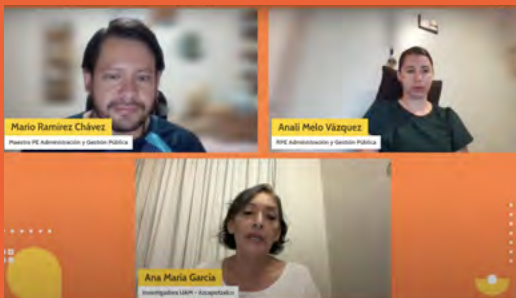 Mario Ramírez Chávez
Maestro PE Administración y Gestión Pública
Analí Melo Vázquez
RPE Administración y Gestión Pública
Ana María García
Investigadora UAM - Azcapotzalco